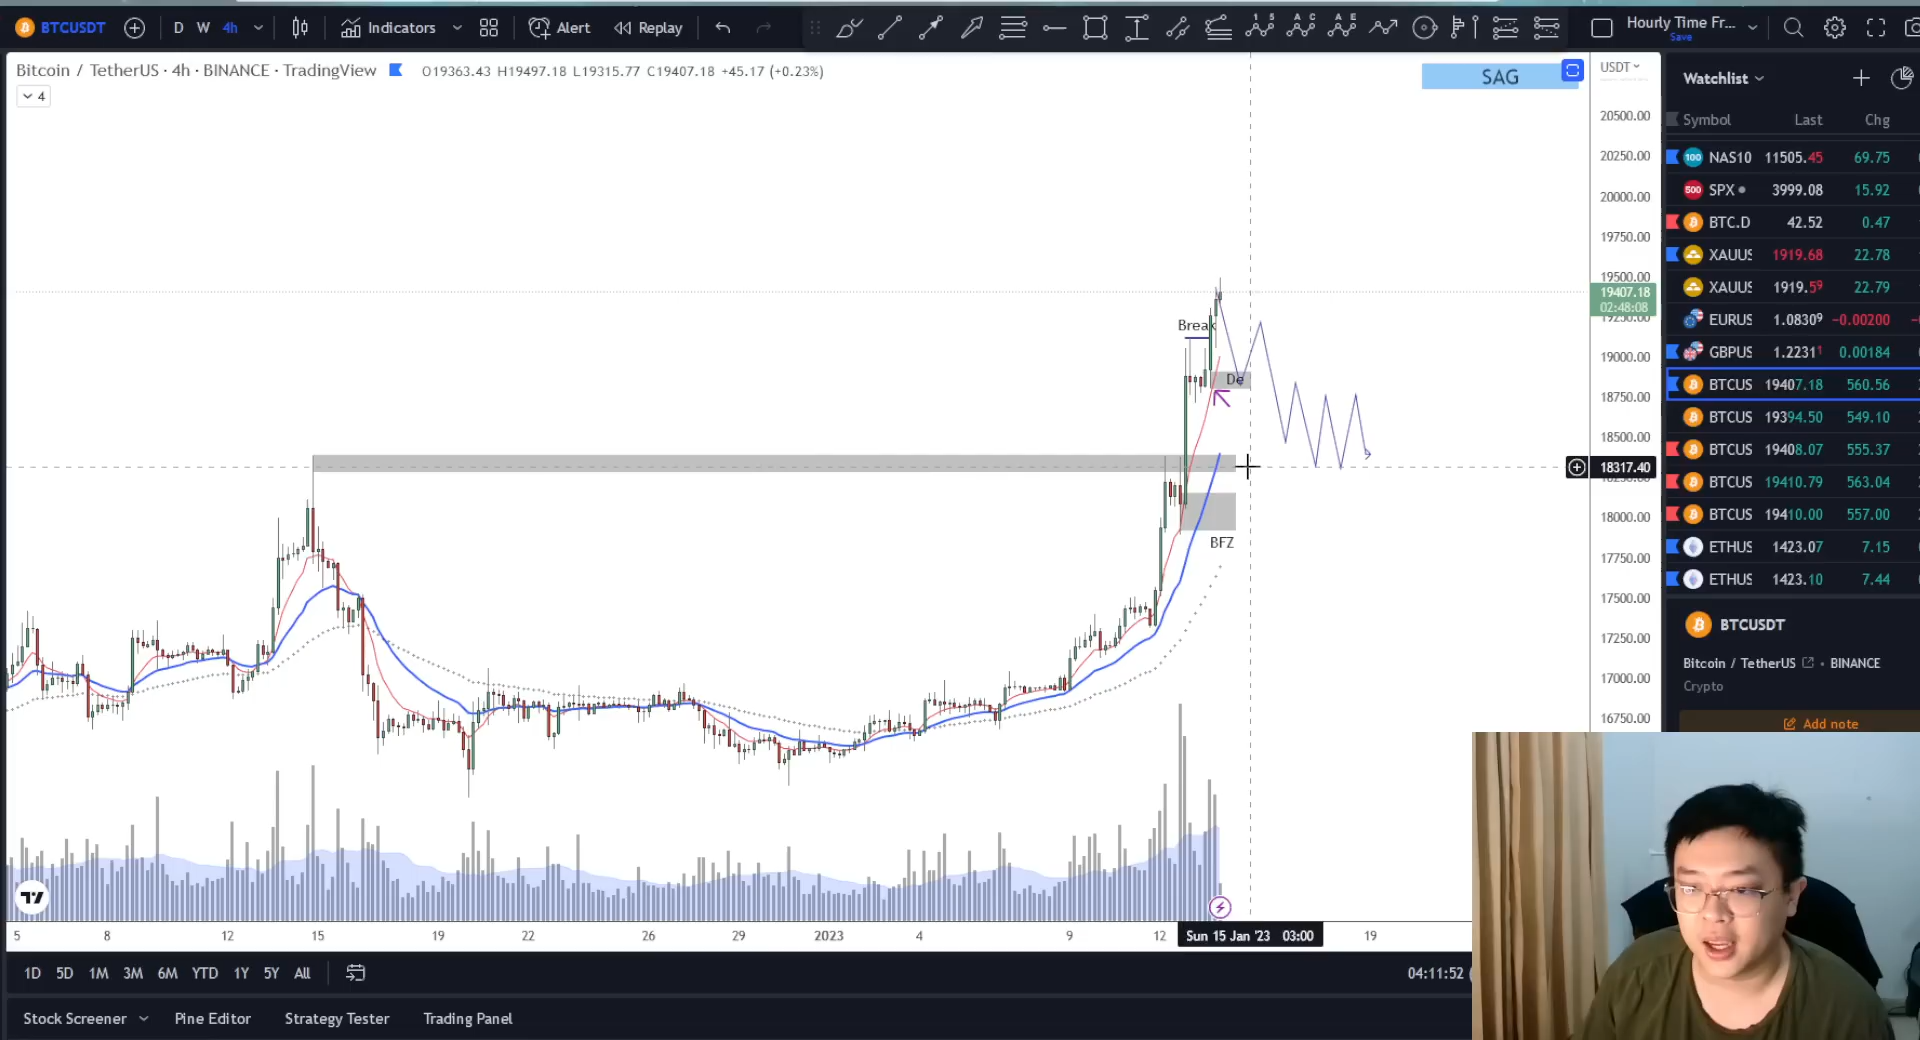 BTCUSDT
D W 4h
Indicators
Alert
Replay
Hourly Time Fr...
Save
Bitcoin / TetherUS · 4h · BINANCE · TradingView
O19363.43 H19497.18 L19315.77 C19407.18 +45.17 (+0.23%)
4
SAG
USDT
20500.00
20250.00
20000.00
19750.00
19500.00
19407.18
02:48:08
19250.00
19000.00
18750.00
18500.00
18317.40
18000.00
17750.00
17500.00
17250.00
17000.00
16750.00
Break
De
BFZ
5 8 12 15 19 22 26 29 2023 4 9 12 Sun 15 Jan '23 03:00 19
1D 5D 1M 3M 6M YTD 1Y 5Y All
04:11:52 (
Stock Screener Pine Editor Strategy Tester Trading Panel
Watchlist
Symbol Last Chg
100 NAS10 11505.45 69.75
500 SPX 3999.08 15.92
BTC.D 42.52 0.47
XAUUS 1919.68 22.78
XAUUS 1919.59 22.79
EURUS 1.08309 −0.00200
GBPUS 1.22311 0.00184
BTCUS 19407.18 560.56
BTCUS 19394.50 549.10
BTCUS 19408.07 555.37
BTCUS 19410.79 563.04
BTCUS 19410.00 557.00
ETHUS 1423.07 7.15
ETHUS 1423.10 7.44
BTCUSDT
Bitcoin / TetherUS · BINANCE
Crypto
Add note